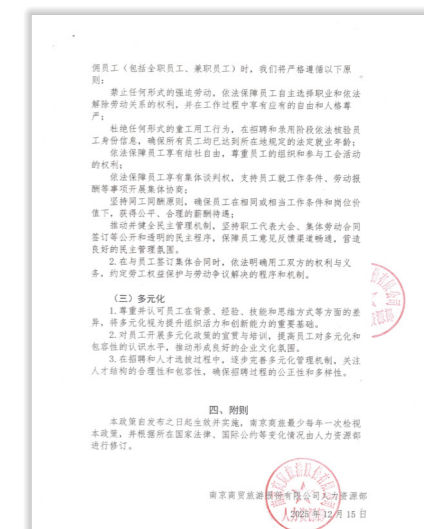 佣员工（包括全职员工、兼职员工）时，我们将严格遵循以下原
则：
禁止任何形式的强迫劳动，依法保障员工自主选择职业和依法
解除劳动关系的权利，并在工作过程中享有应有的自由和人格尊
严；
杜绝任何形式的童工用工行为，在招聘和录用阶段依法核验员
工身份信息，确保所有员工均已达到所在地规定的法定就业年龄；
依法保障员工享有结社自由，尊重员工的组织和参与工会活动
的权利；
依法保障员工享有集体谈判权，支持员工就工作条件、劳动报
酬等事项开展集体协商；
坚持同工同酬原则，确保员工在相同或相当工作条件和岗位价
值下，获得公平、合理的薪酬待遇；
推动并健全民主管理机制，坚持职工代表大会、集体劳动合同
签订等公开和透明的民主程序，保障员工意见反馈渠道畅通，营造
良好的民主管理氛围。
2.在与员工签订集体合同时，依法明确用工双方的权利与义
务，约定劳工权益保护与劳动争议解决的程序和机制。
（三）多元化
1.尊重并认可员工在背景、经验、技能和思维方式等方面的差
异，将多元化视为提升组织活力和创新能力的重要基础。
2.对员工开展多元化政策的宣贯与培训，提高员工对多元化和
包容性的认识水平，推动形成良好的企业文化氛围。
3.在招聘和人才选拔过程中，逐步完善多元化管理机制，关注
人才结构的合理性和包容性，确保招聘过程的公正性和多样性。
四、附则
本政策自发布之日起生效并实施，南京商旅最少每年一次检视
本政策，并根据所在国家法律、国际公约等变化情况由人力资源部
进行修订。
南京商贸旅游股份有限公司人力资源部
2025年12月15日
人力资源部